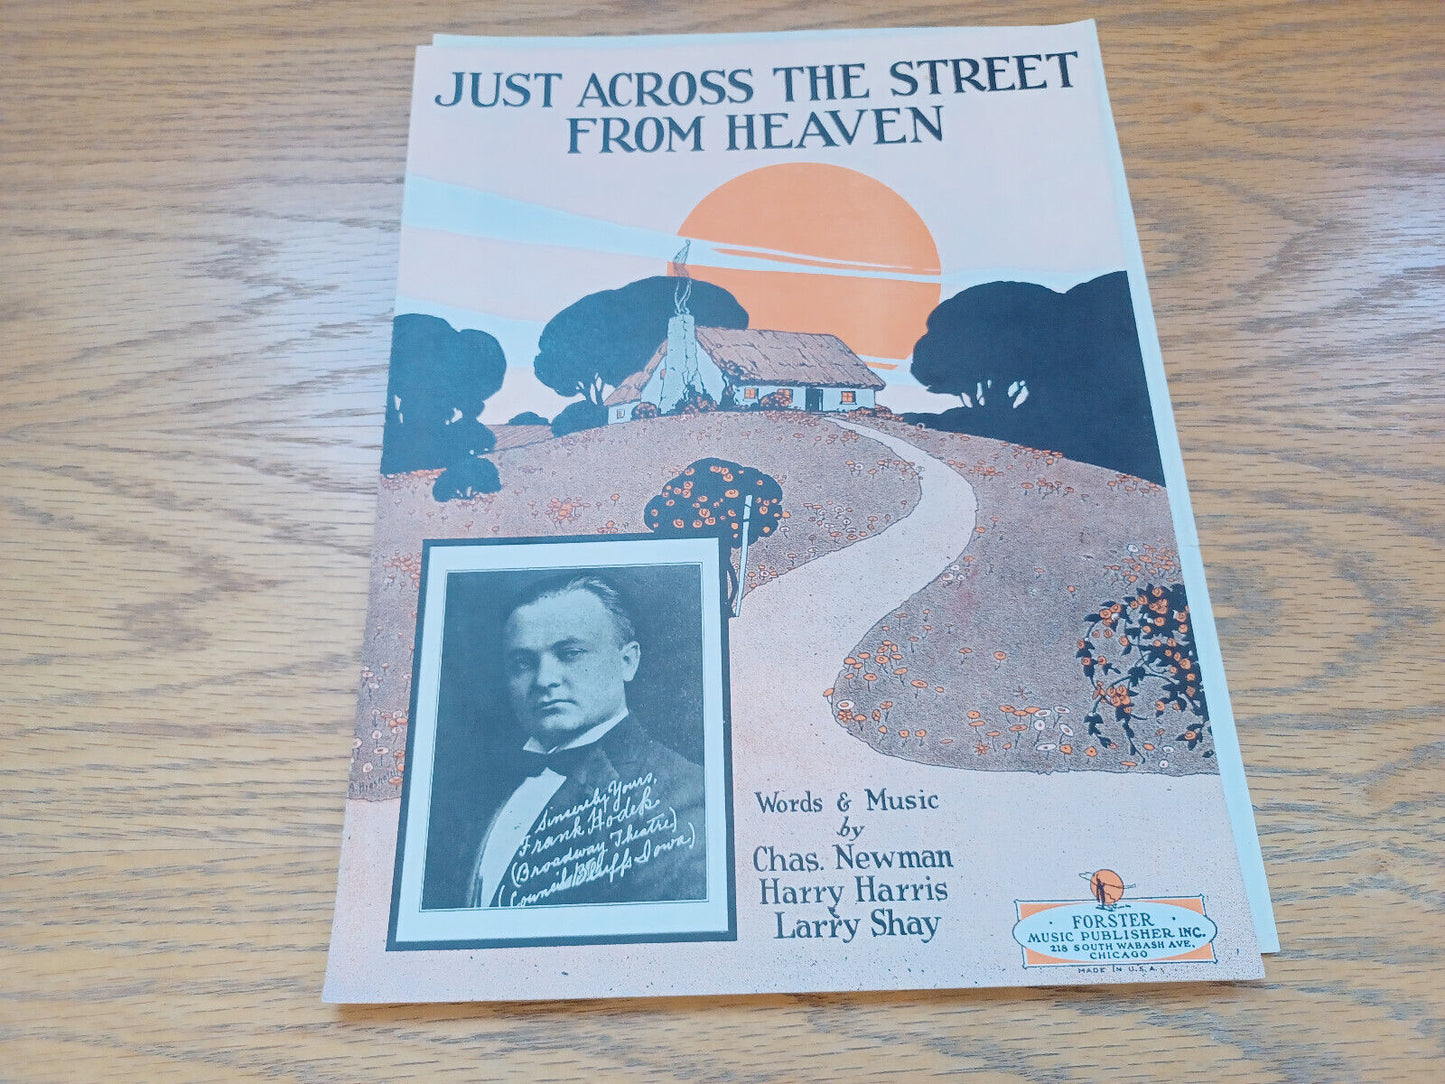 JUST ACROSS THE STREET
FROM HEAVEN
Sincerely Yours,
Frank Hodek
(Broadway Theatre)
(Council Bluffs Iowa)
Words & Music
by
Chas. Newman
Harry Harris
Larry Shay
FORSTER
MUSIC PUBLISHER INC.
218 SOUTH WABASH AVE.
CHICAGO
MADE IN U.S.A.